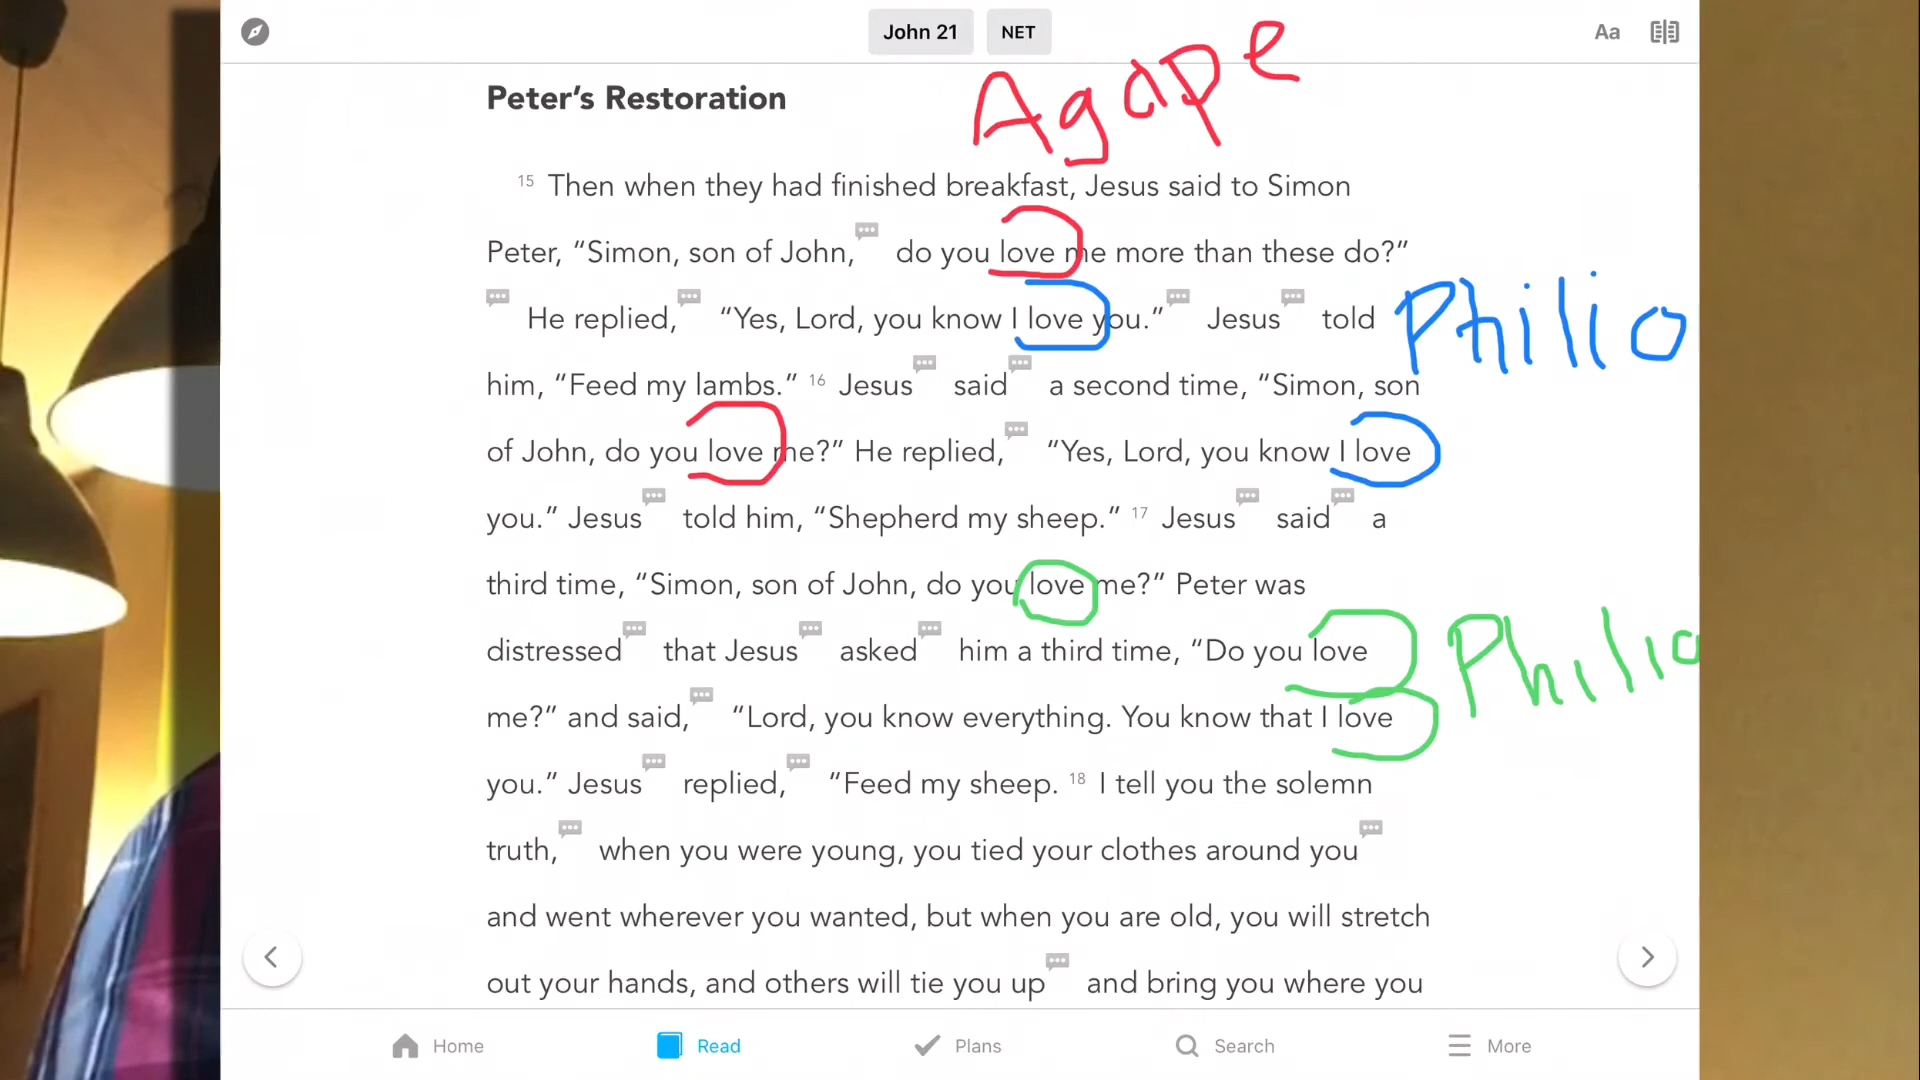 John 21 NET Aa
Agape
Peter’s Restoration
15 Then when they had finished breakfast, Jesus said to Simon
Peter, “Simon, son of John, do you love me more than these do?”
He replied, “Yes, Lord, you know I love you.” Jesus told
Philio
him, “Feed my lambs.” 16 Jesus said a second time, “Simon, son
of John, do you love me?” He replied, “Yes, Lord, you know I love
you.” Jesus told him, “Shepherd my sheep.” 17 Jesus said a
third time, “Simon, son of John, do you love me?” Peter was
distressed that Jesus asked him a third time, “Do you love
Philio
me?” and said, “Lord, you know everything. You know that I love
you.” Jesus replied, “Feed my sheep. 18 I tell you the solemn
truth, when you were young, you tied your clothes around you
and went wherever you wanted, but when you are old, you will stretch
out your hands, and others will tie you up and bring you where you
Home Read Plans Search More